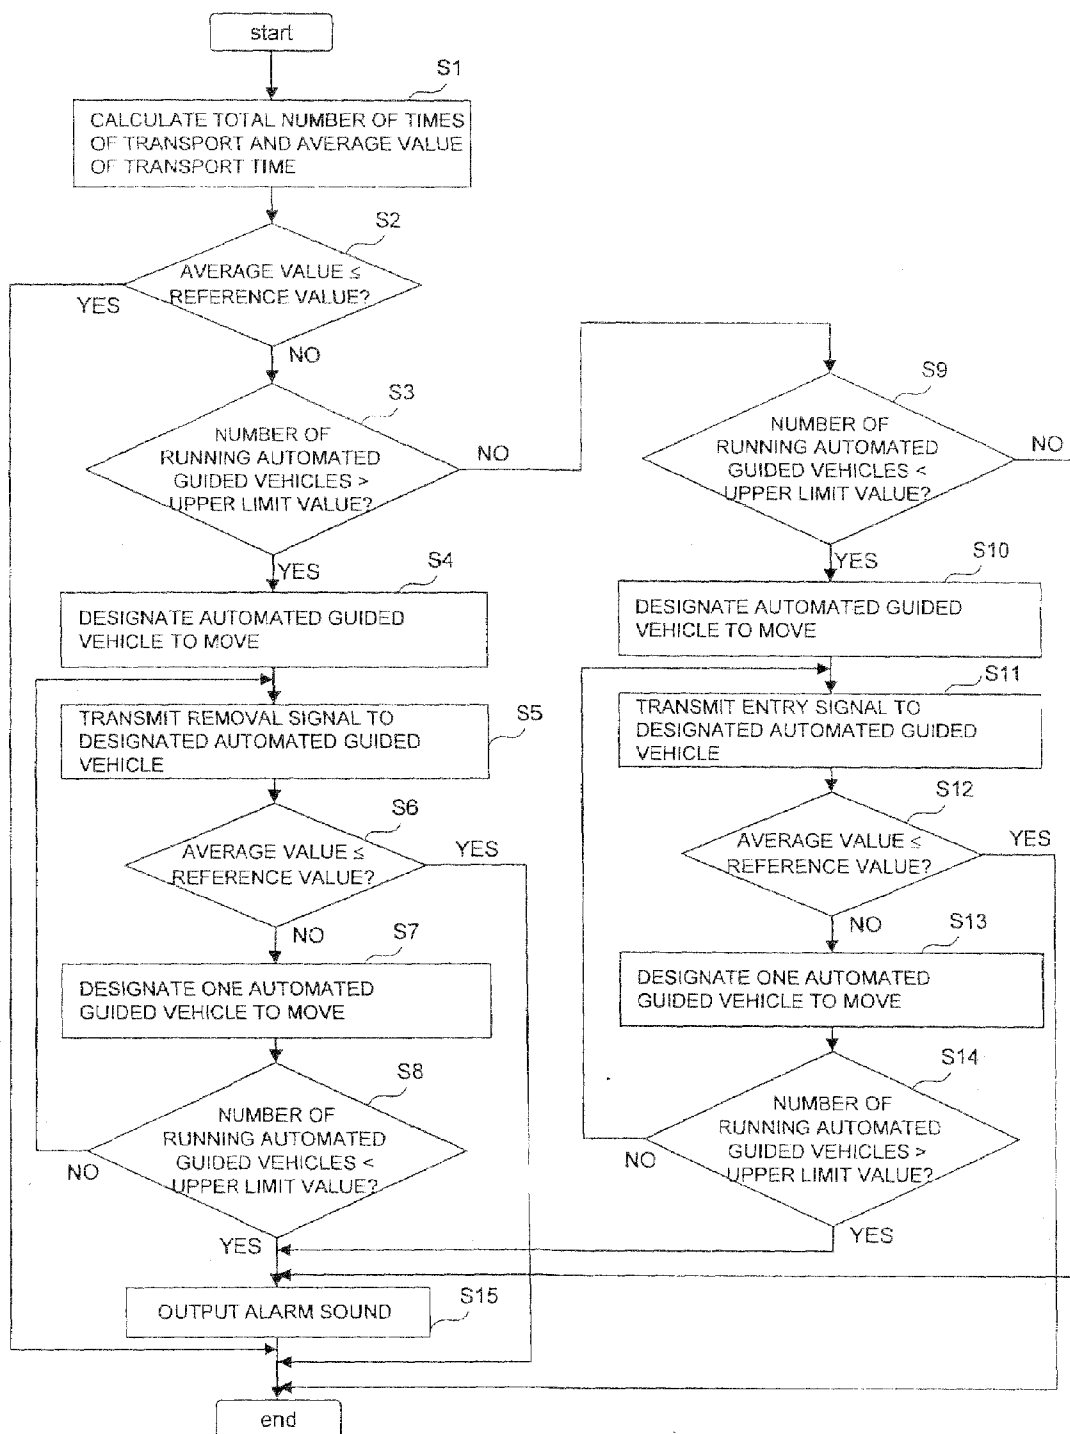 start
S1
CALCULATE TOTAL NUMBER OF TIMES
OF TRANSPORT AND AVERAGE VALUE
OF TRANSPORT TIME
S2
AVERAGE VALUE ≤
REFERENCE VALUE?
YES
NO
S3
NUMBER OF
RUNNING AUTOMATED
GUIDED VEHICLES >
UPPER LIMIT VALUE?
NO
YES
S4
DESIGNATE AUTOMATED GUIDED
VEHICLE TO MOVE
TRANSMIT REMOVAL SIGNAL TO
DESIGNATED AUTOMATED GUIDED
VEHICLE
S5
S6
AVERAGE VALUE ≤
REFERENCE VALUE?
YES
NO
S7
DESIGNATE ONE AUTOMATED
GUIDED VEHICLE TO MOVE
S8
NUMBER OF
RUNNING AUTOMATED
GUIDED VEHICLES <
UPPER LIMIT VALUE?
NO
YES
S9
NUMBER OF
RUNNING AUTOMATED
GUIDED VEHICLES <
UPPER LIMIT VALUE?
NO
YES
S10
DESIGNATE AUTOMATED GUIDED
VEHICLE TO MOVE
S11
TRANSMIT ENTRY SIGNAL TO
DESIGNATED AUTOMATED GUIDED
VEHICLE
S12
AVERAGE VALUE ≤
REFERENCE VALUE?
YES
NO
S13
DESIGNATE ONE AUTOMATED
GUIDED VEHICLE TO MOVE
S14
NUMBER OF
RUNNING AUTOMATED
GUIDED VEHICLES >
UPPER LIMIT VALUE?
NO
YES
OUTPUT ALARM SOUND
S15
end